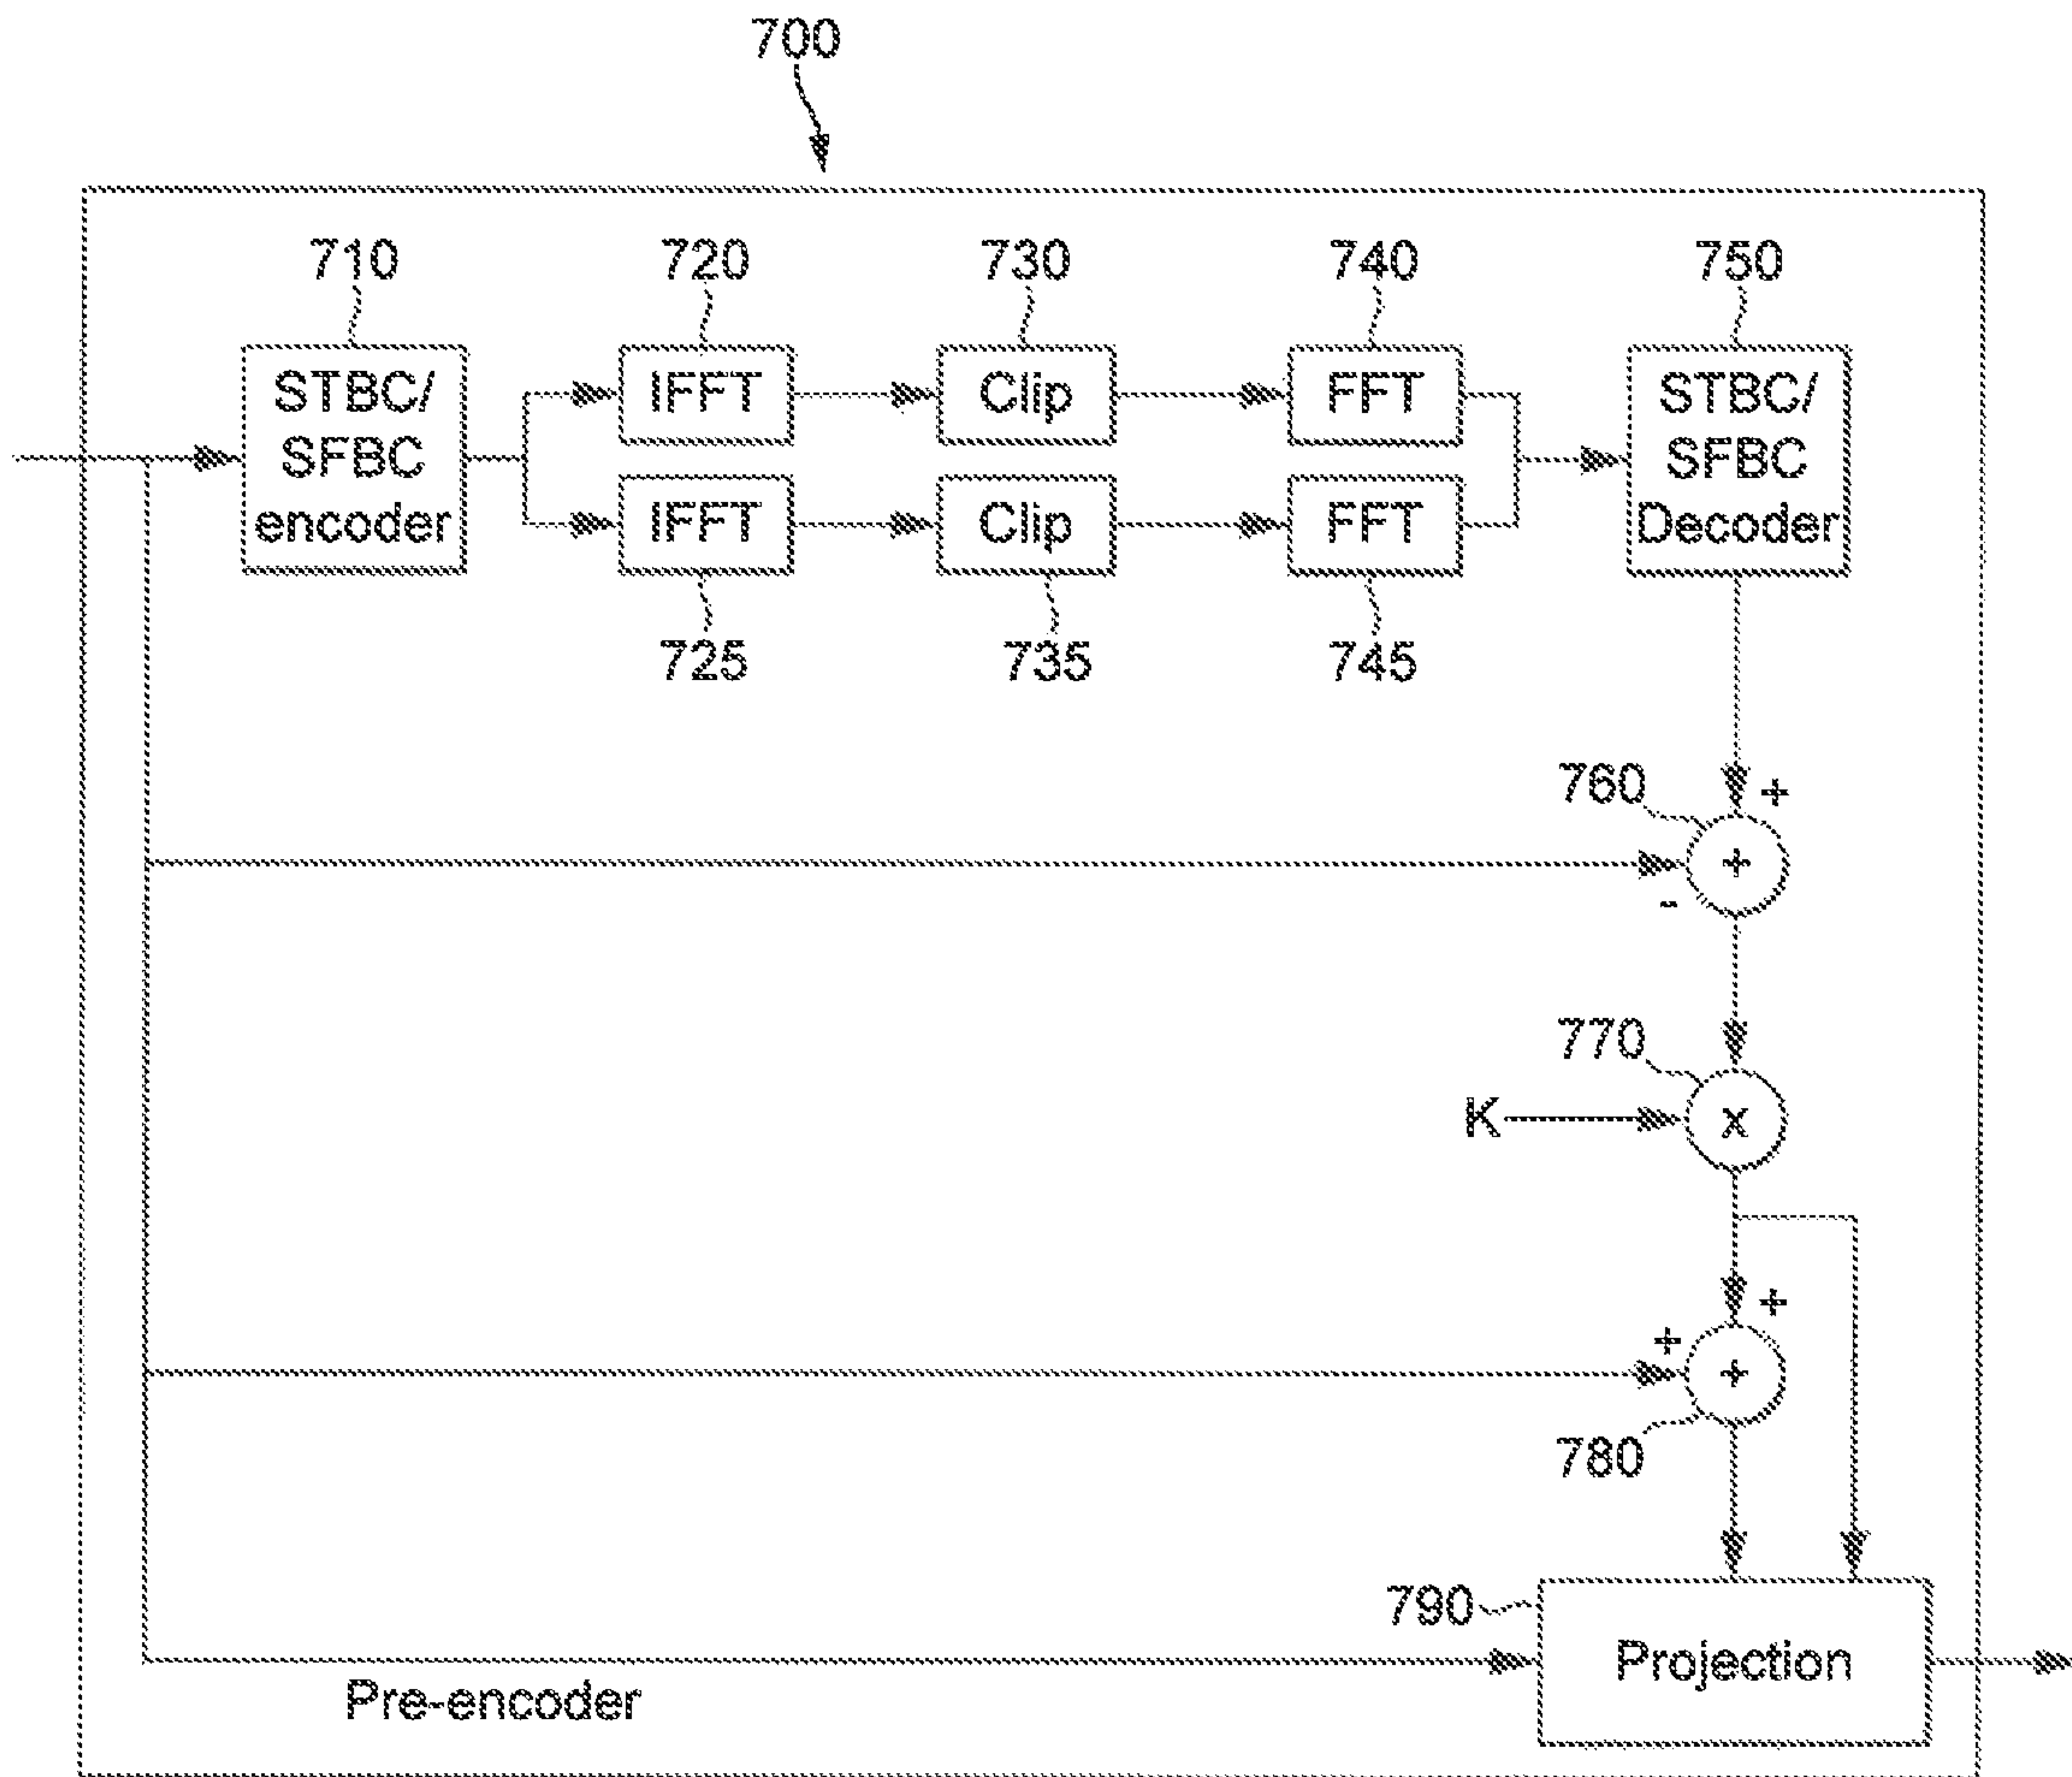 700
710
720
730
740
750
STBC/
SFBC
encoder
IFFT
Clip
FFT
STBC/
SFBC
Decoder
IFFT
Clip
FFT
725
735
745
760
+
+
-
770
K
x
+
+
+
780
790
Projection
Pre-encoder